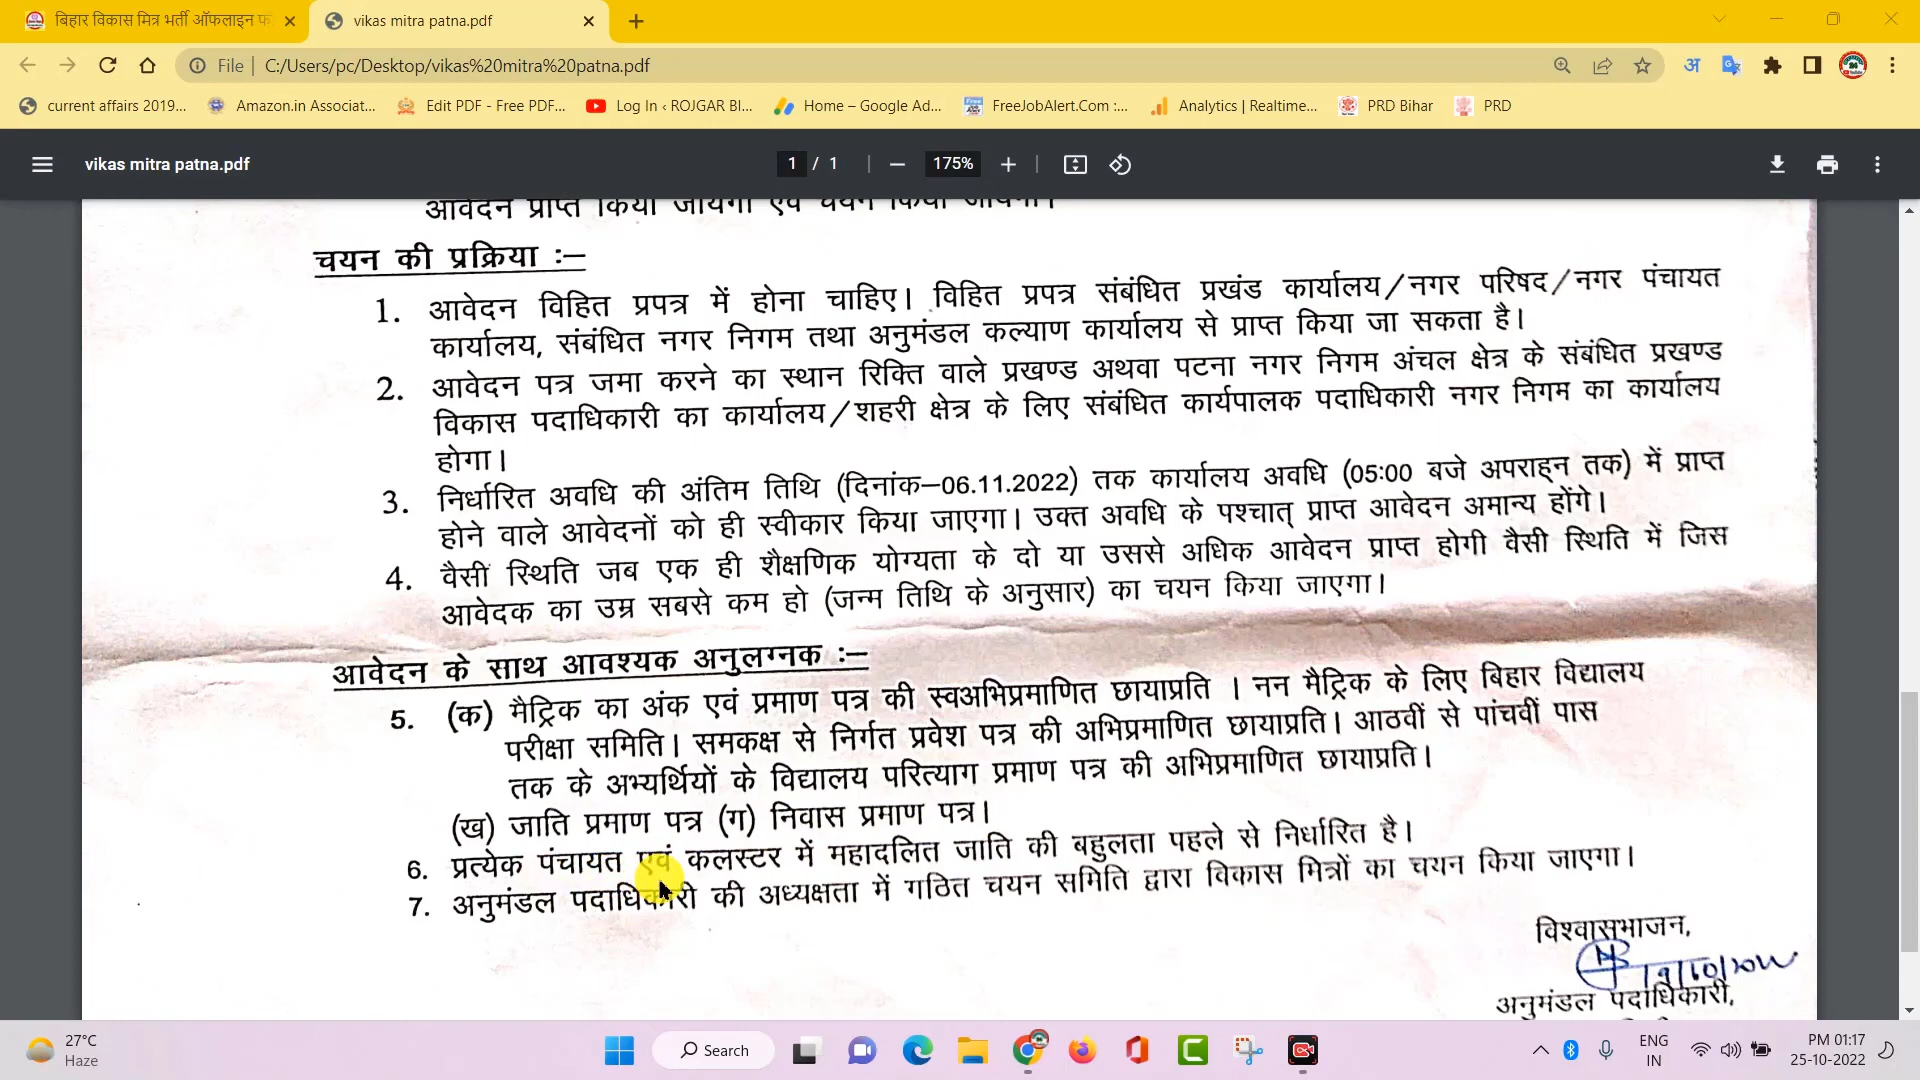 बिहार विकास मित्र भर्ती ऑफलाइन
vikas mitra patna.pdf
File | C:/Users/pc/Desktop/vikas%20mitra%20patna.pdf
current affairs 2019...
Amazon.in Associat...
Edit PDF - Free PDF...
Log In ‹ ROJGAR BI...
Home – Google Ad...
FreeJobAlert.Com :...
Analytics | Realtime...
PRD Bihar
PRD
vikas mitra patna.pdf
1 / 1
175%
आवेदन प्राप्त किया जायेगा एवं चयन किया जायेगा।
चयन की प्रक्रिया :–
1. आवेदन विहित प्रपत्र में होना चाहिए। विहित प्रपत्र संबंधित प्रखंड कार्यालय/नगर परिषद/नगर पंचायत
कार्यालय, संबंधित नगर निगम तथा अनुमंडल कल्याण कार्यालय से प्राप्त किया जा सकता है।
2. आवेदन पत्र जमा करने का स्थान रिक्ति वाले प्रखण्ड अथवा पटना नगर निगम अंचल क्षेत्र के संबंधित प्रखण्ड
विकास पदाधिकारी का कार्यालय/शहरी क्षेत्र के लिए संबंधित कार्यपालक पदाधिकारी नगर निगम का कार्यालय
होगा।
3. निर्धारित अवधि की अंतिम तिथि (दिनांक–06.11.2022) तक कार्यालय अवधि (05:00 बजे अपराह्न तक) में प्राप्त
होने वाले आवेदनों को ही स्वीकार किया जाएगा। उक्त अवधि के पश्चात् प्राप्त आवेदन अमान्य होंगे।
4. वैसीं स्थिति जब एक ही शैक्षणिक योग्यता के दो या उससे अधिक आवेदन प्राप्त होगी वैसी स्थिति में जिस
आवेदक का उम्र सबसे कम हो (जन्म तिथि के अनुसार) का चयन किया जाएगा।
आवेदन के साथ आवश्यक अनुलग्नक :–
5. (क) मैट्रिक का अंक एवं प्रमाण पत्र की स्वअभिप्रमाणित छायाप्रति । नन मैट्रिक के लिए बिहार विद्यालय
परीक्षा समिति। समकक्ष से निर्गत प्रवेश पत्र की अभिप्रमाणित छायाप्रति। आठवीं से पांचवीं पास
तक के अभ्यर्थियों के विद्यालय परित्याग प्रमाण पत्र की अभिप्रमाणित छायाप्रति।
(ख) जाति प्रमाण पत्र (ग) निवास प्रमाण पत्र।
6. प्रत्येक पंचायत एवं कलस्टर में महादलित जाति की बहुलता पहले से निर्धारित है।
7. अनुमंडल पदाधिकारी की अध्यक्षता में गठित चयन समिति द्वारा विकास मित्रों का चयन किया जाएगा।
विश्वासभाजन,
अनुमंडल पदाधिकारी,
27°C
Haze
Search
ENG
IN
PM 01:17
25-10-2022